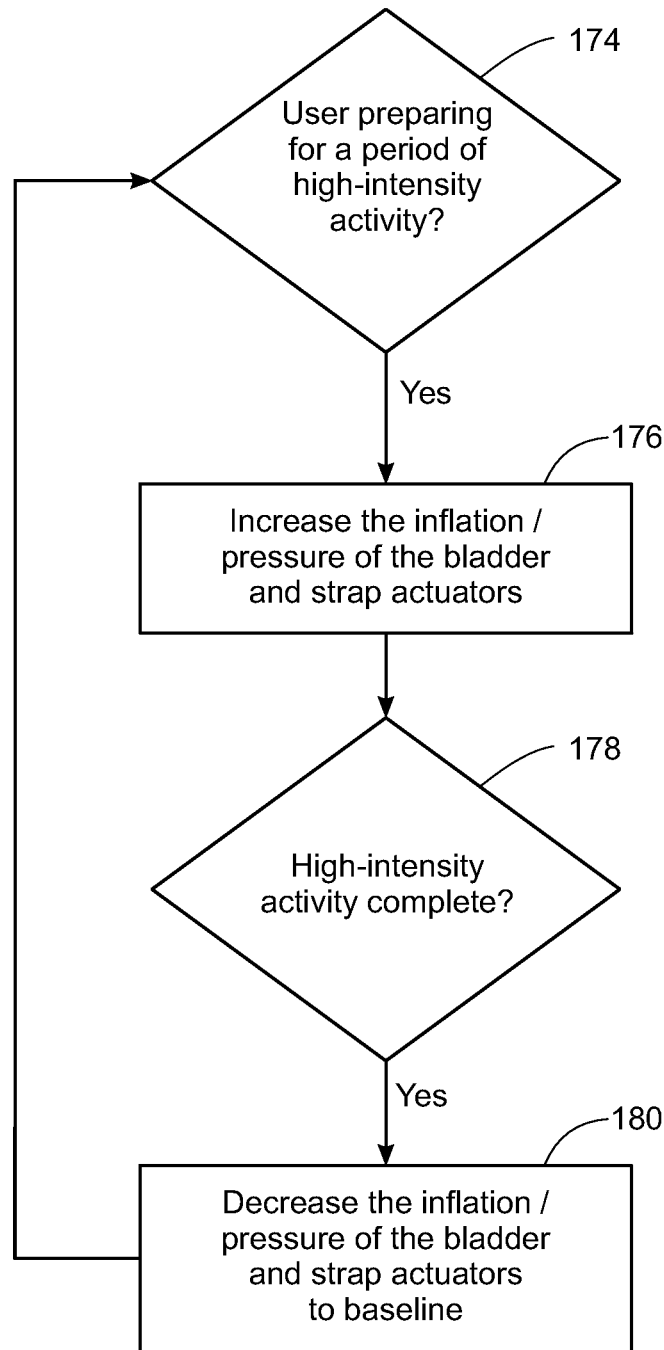 174
User preparing
for a period of
high-intensity
activity?
Yes
176
Increase the inflation /
pressure of the bladder
and strap actuators
178
High-intensity
activity complete?
Yes
180
Decrease the inflation /
pressure of the bladder
and strap actuators
to baseline